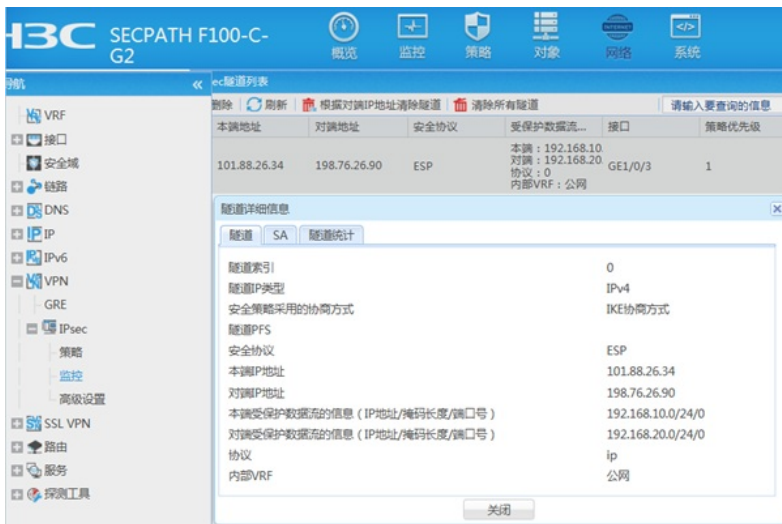 H3C SECPATH F100-C-G2
概览 监控 策略 对象 网络 系统
导航 « ec隧道列表
删除 刷新 根据对端IP地址清除隧道 清除所有隧道 请输入要查询的信息
本端地址 对端地址 安全协议 受保护数据流... 接口 策略优先级
101.88.26.34 198.76.26.90 ESP 本端：192.168.10. GE1/0/3 1
对端：192.168.20.
协议：0
内部VRF：公网
VRF
接口
安全域
链路
DNS
IP
IPv6
VPN
GRE
IPsec
策略
监控
高级设置
SSL VPN
路由
服务
探测工具
隧道详细信息
隧道 SA 隧道统计
隧道索引 0
隧道IP类型 IPv4
安全策略采用的协商方式 IKE协商方式
隧道PFS
安全协议 ESP
本端IP地址 101.88.26.34
对端IP地址 198.76.26.90
本端受保护数据流的信息（IP地址/掩码长度/端口号） 192.168.10.0/24/0
对端受保护数据流的信息（IP地址/掩码长度/端口号） 192.168.20.0/24/0
协议 ip
内部VRF 公网
关闭